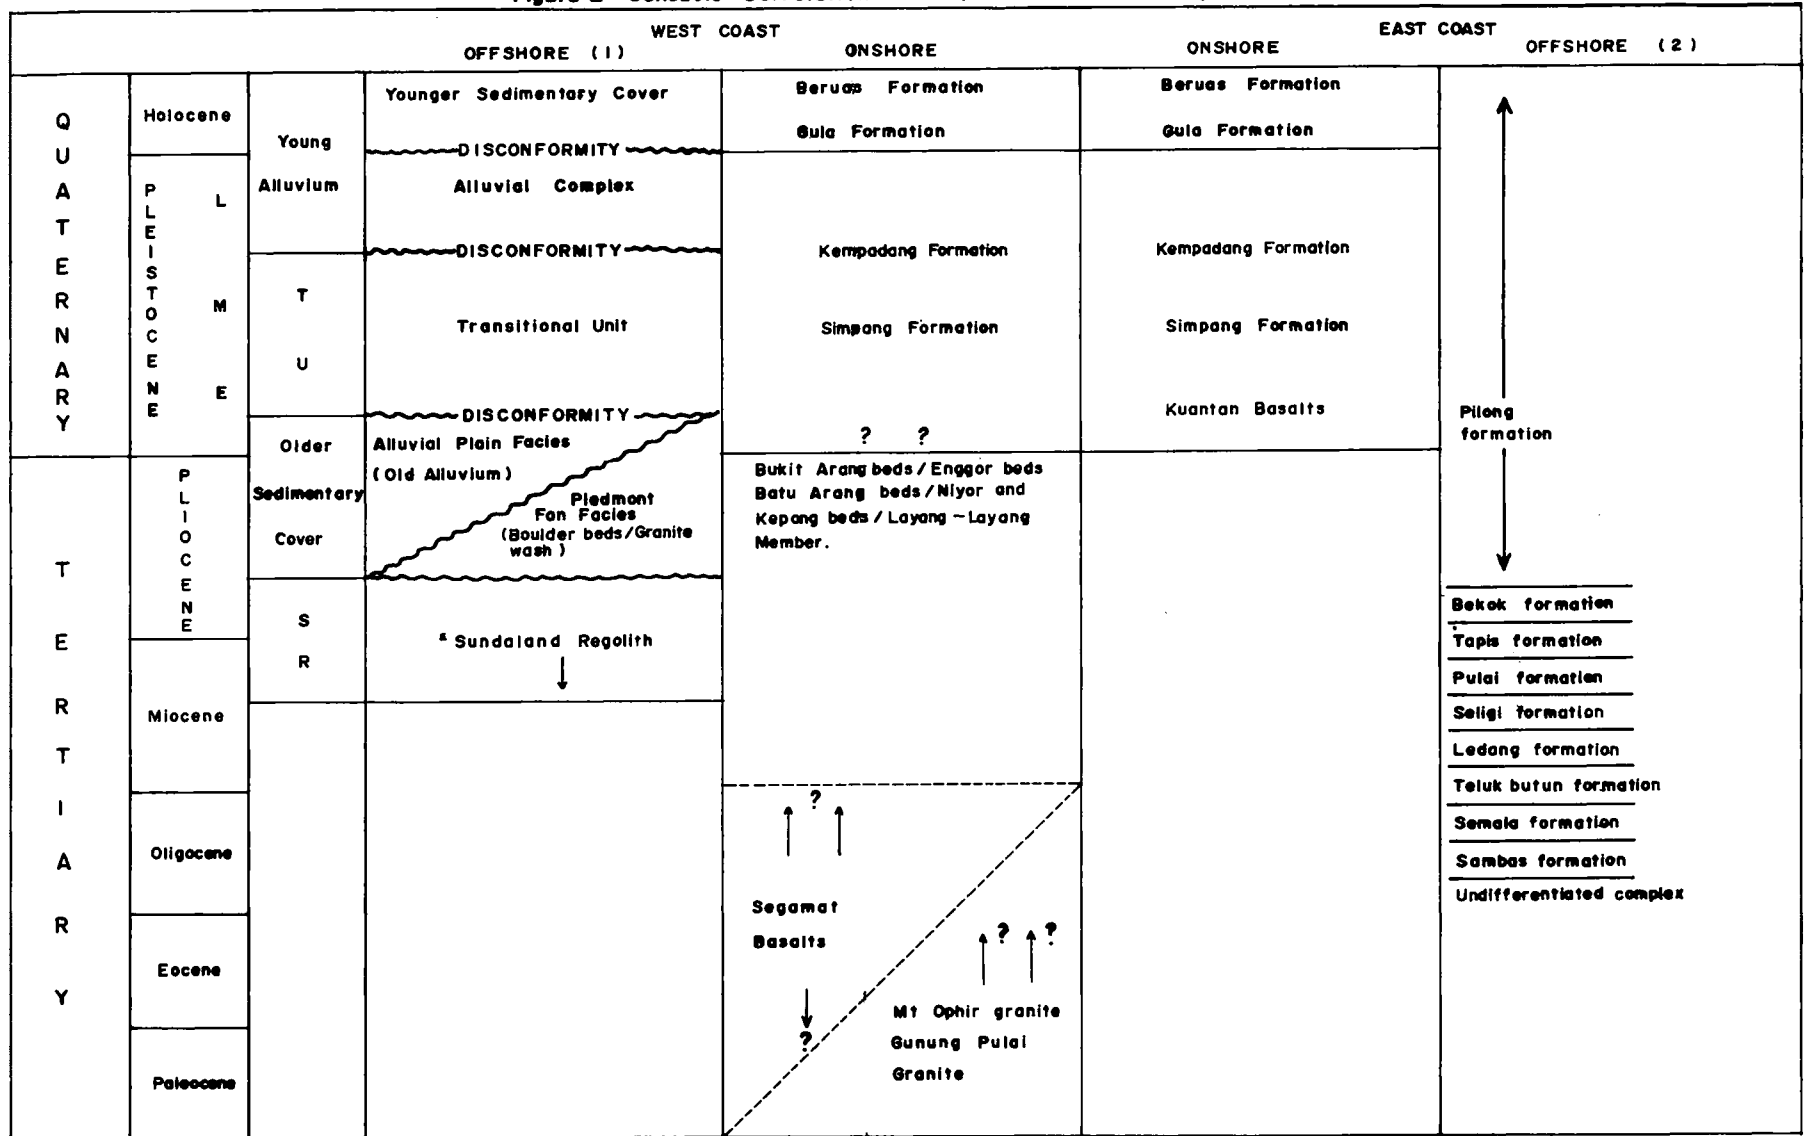 WEST COAST
EAST COAST
OFFSHORE (1)
ONSHORE
ONSHORE
OFFSHORE (2)
QUATERNARY
Holocene
PLEISTOCENE
L
M
E
Young
Alluvium
T
U
Younger Sedimentary Cover
DISCONFORMITY
Alluvial Complex
DISCONFORMITY
Transitional Unit
DISCONFORMITY
Beruas Formation
Gula Formation
Kempadang Formation
Simpang Formation
? ?
Beruas Formation
Gula Formation
Kempadang Formation
Simpang Formation
Kuantan Basalts
Pilong
formation
TERTIARY
PLIOCENE
Older
Sedimentary
Cover
Alluvial Plain Facies
(Old Alluvium)
Piedmont
Fan Facies
(Boulder beds/Granite
wash)
Bukit Arang beds/Enggor beds
Batu Arang beds/Niyor and
Kepong beds/Layang-Layang
Member.
S
R
Sundaland Regolith
Miocene
Oligocene
Eocene
Paleocene
?
Segamat
Basalts
?
? ?
Mt Ophir granite
Gunung Pulai
Granite
Bekok formation
Tapis formation
Pulai formation
Seligi formation
Ledang formation
Teluk butun formation
Semala formation
Sambas formation
Undifferentiated complex